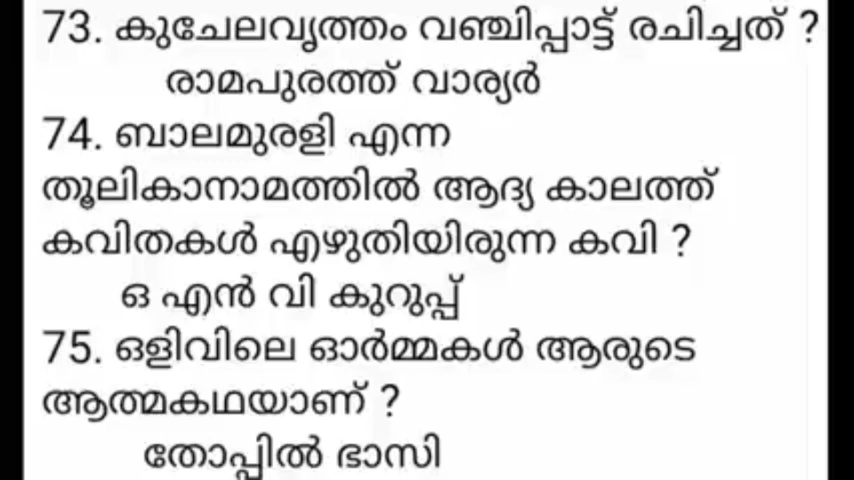 73. കുചേലവൃത്തം വഞ്ചിപ്പാട്ട് രചിച്ചത് ?
രാമപുരത്ത് വാര്യർ
74. ബാലമുരളി എന്ന
തൂലികാനാമത്തിൽ ആദ്യ കാലത്ത്
കവിതകൾ എഴുതിയിരുന്ന കവി ?
ഒ എൻ വി കുറുപ്പ്
75. ഒളിവിലെ ഓർമ്മകൾ ആരുടെ
ആത്മകഥയാണ് ?
തോപ്പിൽ ഭാസി